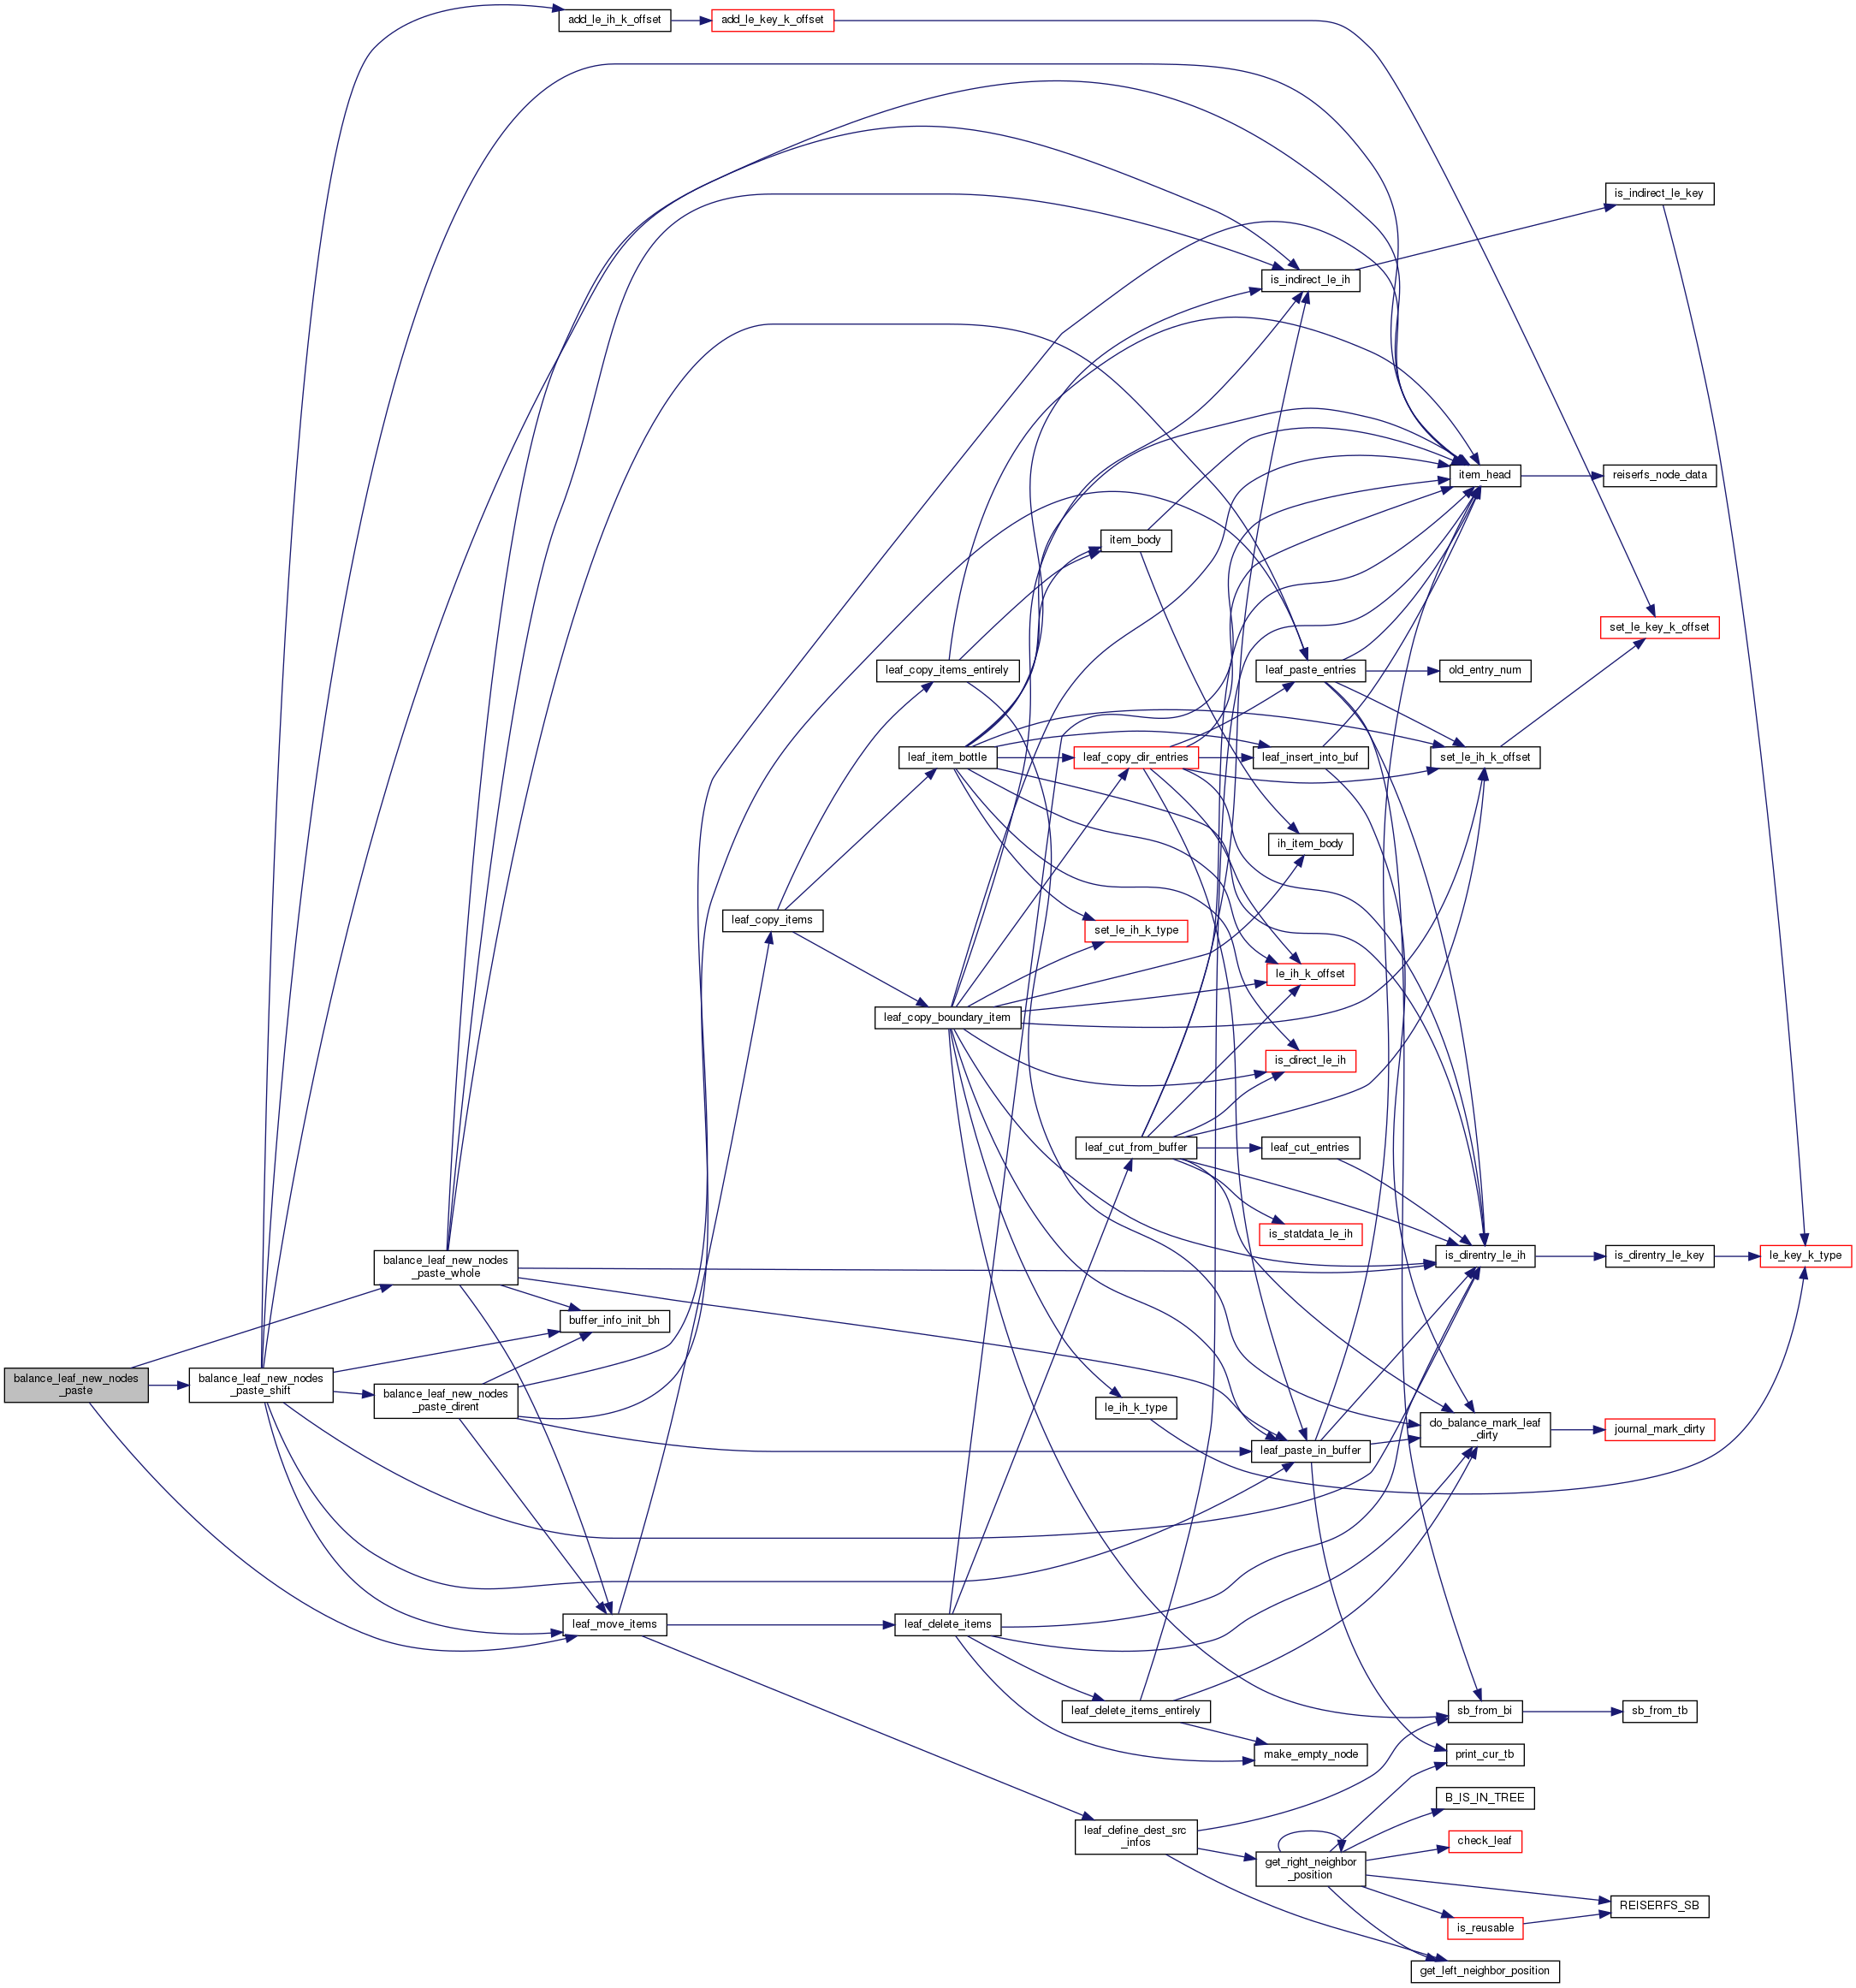 add_le_ih_k_offset
add_le_key_k_offset
is_indirect_le_key
is_indirect_le_ih
item_head
reiserfs_node_data
item_body
set_le_key_k_offset
leaf_copy_items_entirely
leaf_paste_entries
old_entry_num
leaf_item_bottle
leaf_copy_dir_entries
leaf_insert_into_buf
set_le_ih_k_offset
ih_item_body
leaf_copy_items
set_le_ih_k_type
le_ih_k_offset
leaf_copy_boundary_item
is_direct_le_ih
leaf_cut_from_buffer
leaf_cut_entries
is_statdata_le_ih
is_direntry_le_ih
is_direntry_le_key
le_key_k_type
balance_leaf_new_nodes
_paste_whole
buffer_info_init_bh
balance_leaf_new_nodes
_paste
balance_leaf_new_nodes
_paste_shift
balance_leaf_new_nodes
_paste_dirent
le_ih_k_type
do_balance_mark_leaf
_dirty
journal_mark_dirty
leaf_paste_in_buffer
leaf_move_items
leaf_delete_items
leaf_delete_items_entirely
sb_from_bi
sb_from_tb
make_empty_node
print_cur_tb
B_IS_IN_TREE
leaf_define_dest_src
_infos
check_leaf
get_right_neighbor
_position
REISERFS_SB
is_reusable
get_left_neighbor_position